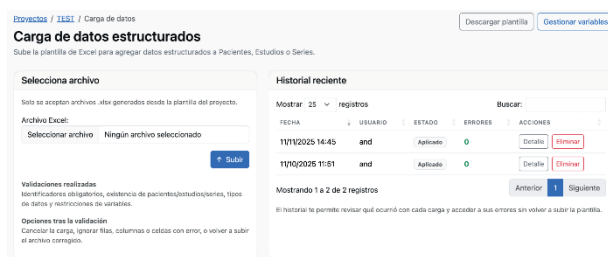 Proyectos / TEST / Carga de datos
Descargar plantilla
Gestionar variables
Carga de datos estructurados
Sube la plantilla de Excel para agregar datos estructurados a Pacientes, Estudios o Series.
Selecciona archivo
Solo se aceptan archivos .xlsx generados desde la plantilla del proyecto.
Archivo Excel:
Seleccionar archivo Ningún archivo seleccionado
↑ Subir
Validaciones realizadas
Identificadores obligatorios, existencia de pacientes/estudios/series, tipos
de datos y restricciones de variables.
Opciones tras la validación
Cancelar la carga, ignorar filas, columnas o celdas con error, o volver a subir
el archivo corregido.
Historial reciente
Mostrar 25 registros
Buscar:
FECHA USUARIO ESTADO ERRORES ACCIONES
11/11/2025 14:45 and Aplicado 0 Detalle Eliminar
11/10/2025 11:51 and Aplicado 0 Detalle Eliminar
Mostrando 1 a 2 de 2 registros
Anterior 1 Siguiente
El historial te permite revisar qué ocurrió con cada carga y acceder a sus errores sin volver a subir la plantilla.